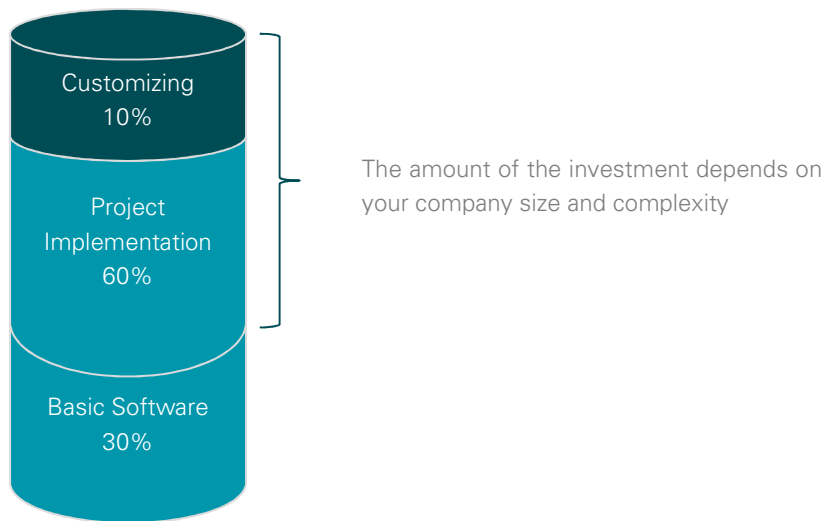 Customizing
10%
The amount of the investment depends on
your company size and complexity
Project
Implementation
60%
Basic Software
30%